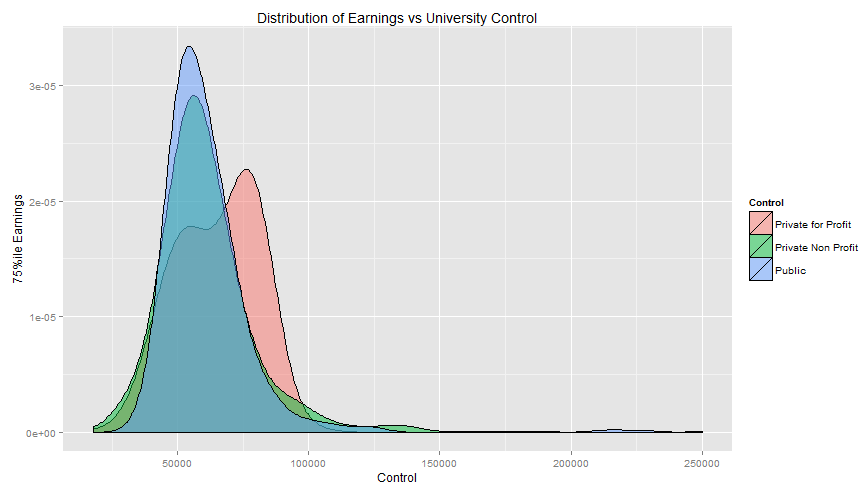 Distribution of Earnings vs University Control
75%ile Earnings
3e-05
2e-05
1e-05
0e+00
50000
100000
150000
200000
250000
Control
Control
Private for Profit
Private Non Profit
Public